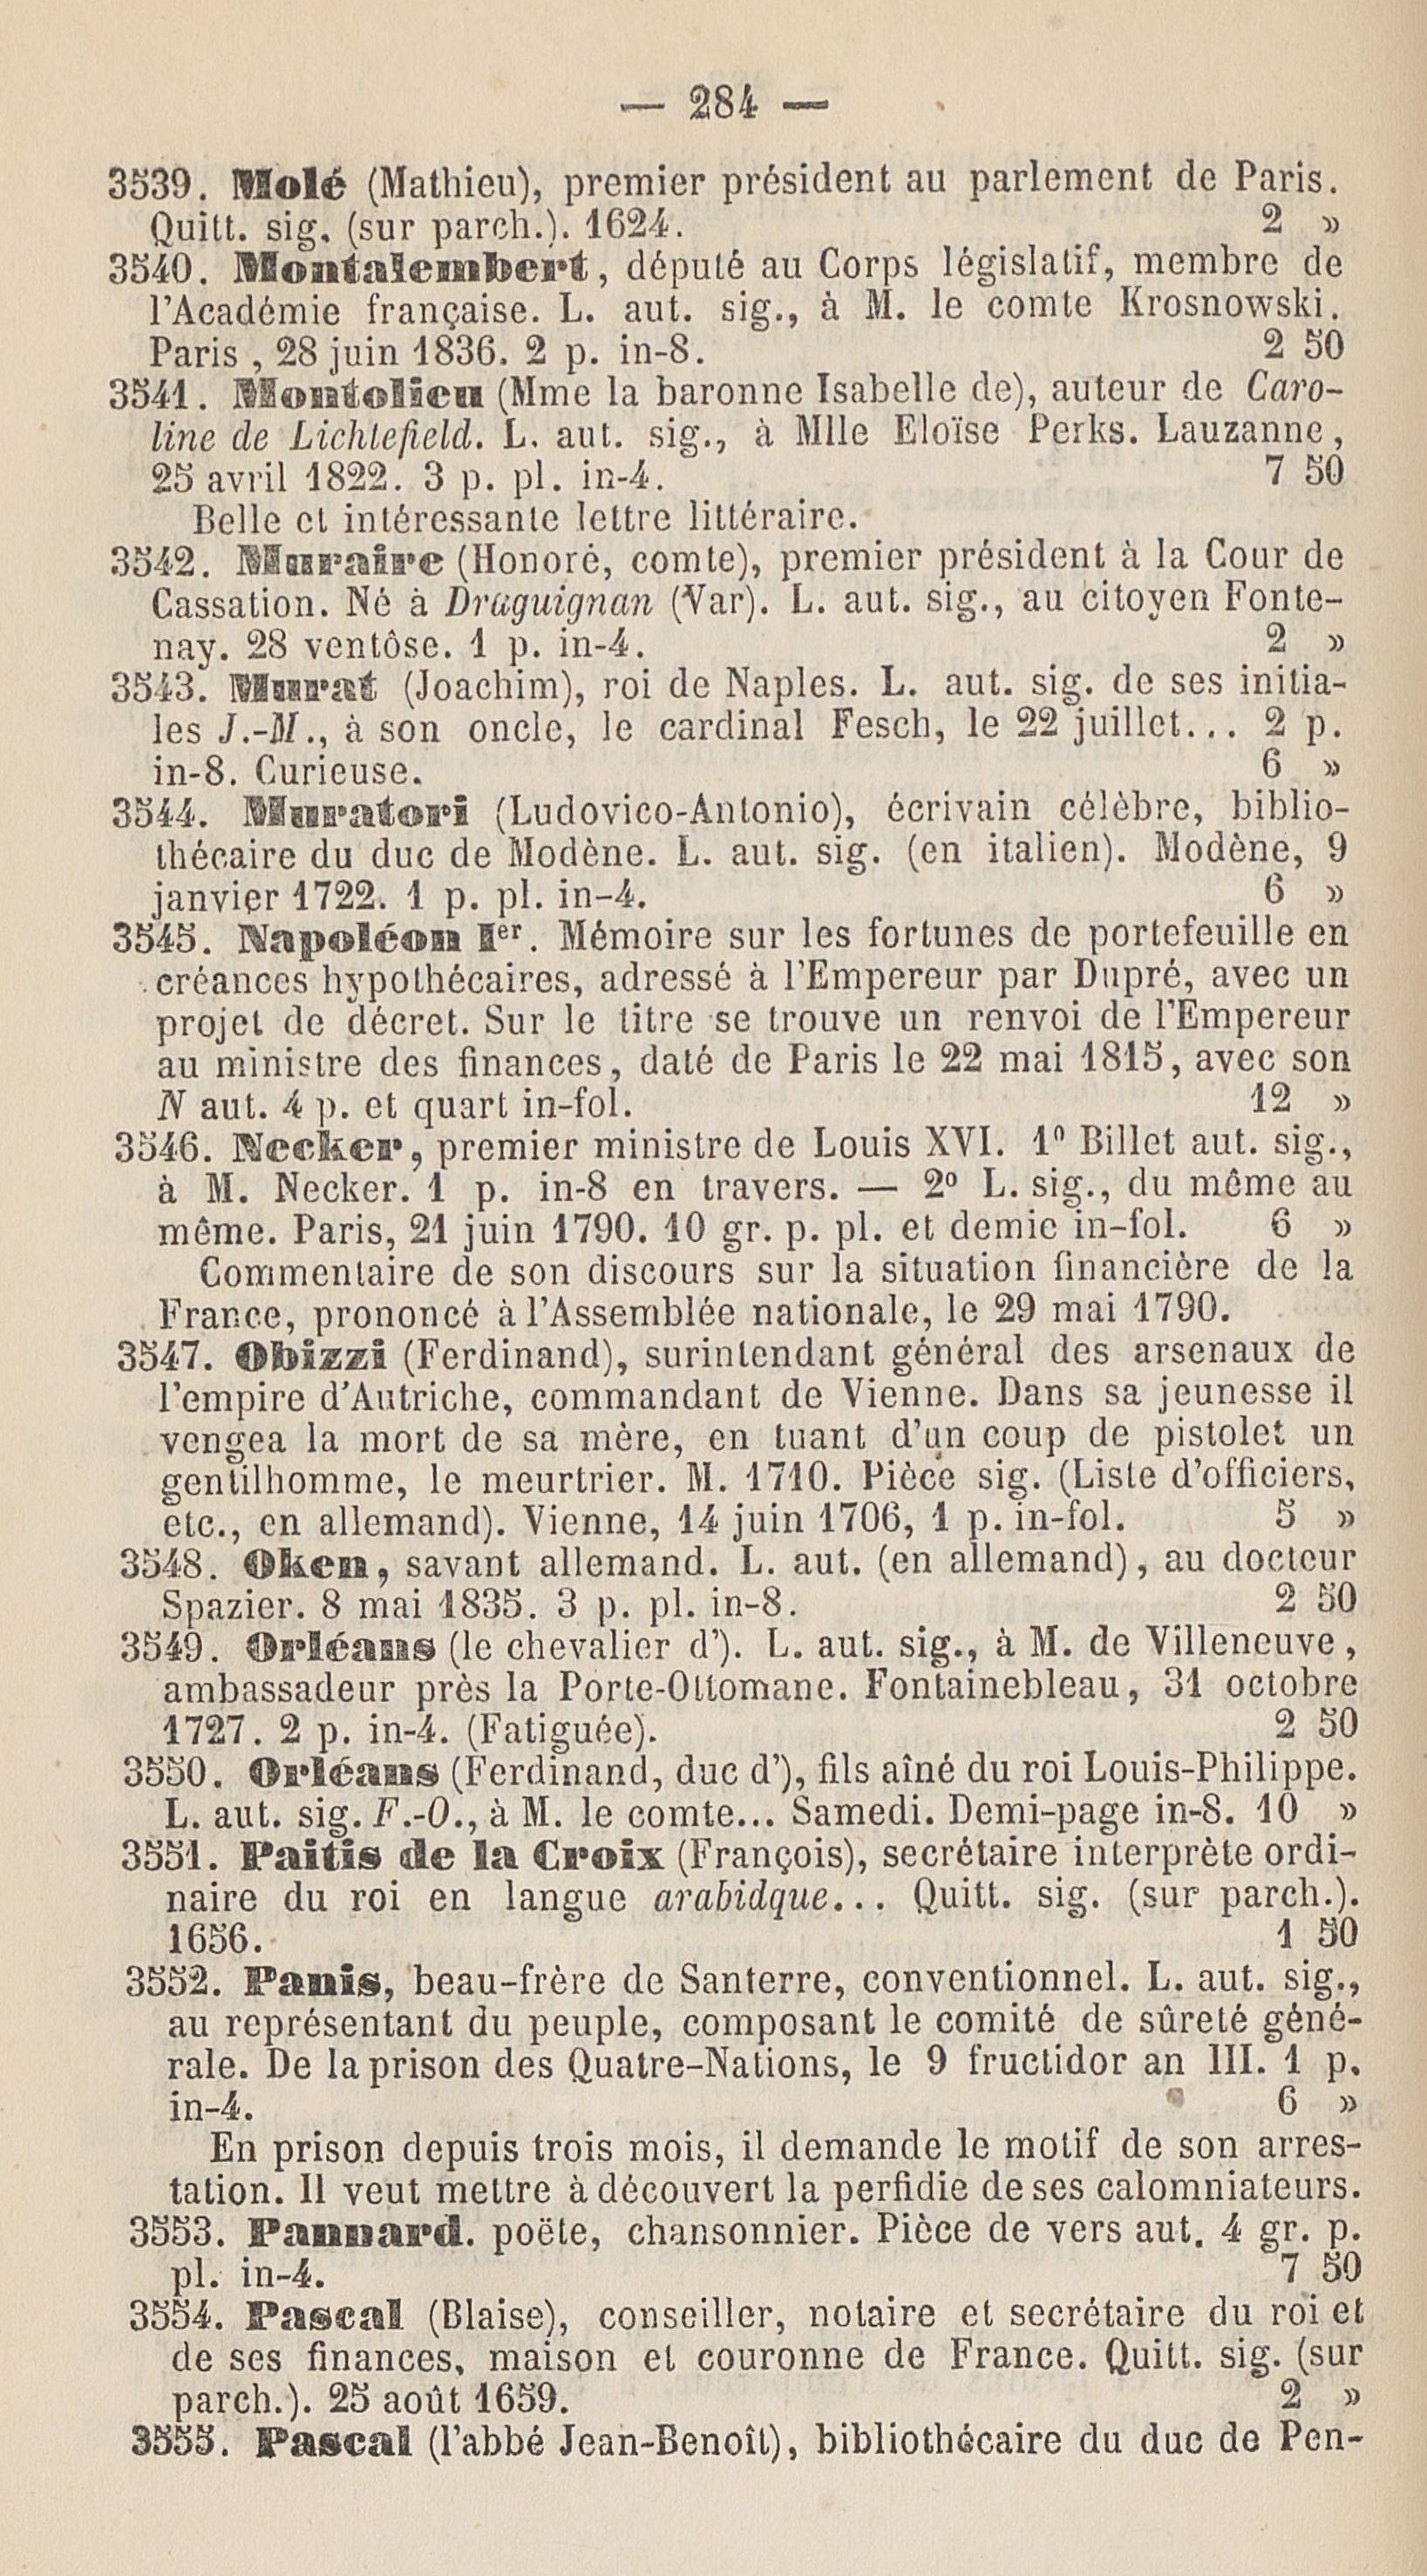 — 284 —
3539. Molé (Mathieu), premier président au parlement de Paris.
Quitt. sig. (sur parch.). 1624. 2 »
3540. Montalembert, député au Corps législatif, membre de
l'Académie française. L. aut. sig., à M. le comte Krosnowski.
Paris, 28 juin 1836. 2 p. in-8. 2 50
3541. Montolieu (Mme la baronne Isabelle de), auteur de Caro-
line de Lichtefield. L. aut. sig., à Mlle Eloïse Perks. Lauzanne,
25 avril 1822. 3 p. pl. in-4. 7 50
Belle et intéressante lettre littéraire.
3542. Muraire (Honoré, comte), premier président à la Cour de
Cassation. Né à Draguignan (Var). L. aut. sig., au citoyen Fonte-
nay. 28 ventôse. 1 p. in-4. 2 »
3543. Murat (Joachim), roi de Naples. L. aut. sig. de ses initia-
les J.-M., à son oncle, le cardinal Fesch, le 22 juillet... 2 p.
in-8. Curieuse. 6 »
3544. Muratori (Ludovico-Antonio), écrivain célèbre, biblio-
thécaire du duc de Modène. L. aut. sig. (en italien). Modène, 9
janvier 1722. 1 p. pl. in-4. 6 »
3545. Napoléon Ier. Mémoire sur les fortunes de portefeuille en
créances hypothécaires, adressé à l'Empereur par Dupré, avec un
projet de décret. Sur le titre se trouve un renvoi de l'Empereur
au ministre des finances, daté de Paris le 22 mai 1815, avec son
N aut. 4 p. et quart in-fol. 12 »
3546. Necker, premier ministre de Louis XVI. 1º Billet aut. sig.,
à M. Necker. 1 p. in-8 en travers. — 2º L. sig., du même au
même. Paris, 21 juin 1790. 10 gr. p. pl. et demie in-fol. 6 »
Commentaire de son discours sur la situation financière de la
France, prononcé à l'Assemblée nationale, le 29 mai 1790.
3547. Obizzi (Ferdinand), surintendant général des arsenaux de
l'empire d'Autriche, commandant de Vienne. Dans sa jeunesse il
vengea la mort de sa mère, en tuant d'un coup de pistolet un
gentilhomme, le meurtrier. M. 1710. Pièce sig. (Liste d'officiers,
etc., en allemand). Vienne, 14 juin 1706, 1 p. in-fol. 5 »
3548. Oken, savant allemand. L. aut. (en allemand), au docteur
Spazier. 8 mai 1835. 3 p. pl. in-8. 2 50
3549. Orléans (le chevalier d'). L. aut. sig., à M. de Villeneuve,
ambassadeur près la Porte-Ottomane. Fontainebleau, 31 octobre
1727. 2 p. in-4. (Fatiguée). 2 50
3550. Orléans (Ferdinand, duc d'), fils aîné du roi Louis-Philippe.
L. aut. sig. F.-O., à M. le comte... Samedi. Demi-page in-8. 10 »
3551. Paitis de la Croix (François), secrétaire interprète ordi-
naire du roi en langue arabidque... Quitt. sig. (sur parch.).
1656. 1 50
3552. Panis, beau-frère de Santerre, conventionnel. L. aut. sig.,
au représentant du peuple, composant le comité de sûreté géné-
rale. De la prison des Quatre-Nations, le 9 fructidor an III. 1 p.
in-4. 6 »
En prison depuis trois mois, il demande le motif de son arres-
tation. Il veut mettre à découvert la perfidie de ses calomniateurs.
3553. Pannard. poëte, chansonnier. Pièce de vers aut. 4 gr. p.
pl. in-4. 7 50
3554. Pascal (Blaise), conseiller, notaire et secrétaire du roi et
de ses finances, maison et couronne de France. Quitt. sig. (sur
parch.). 25 août 1659. 2 »
3555. Pascal (l'abbé Jean-Benoît), bibliothécaire du duc de Pen-